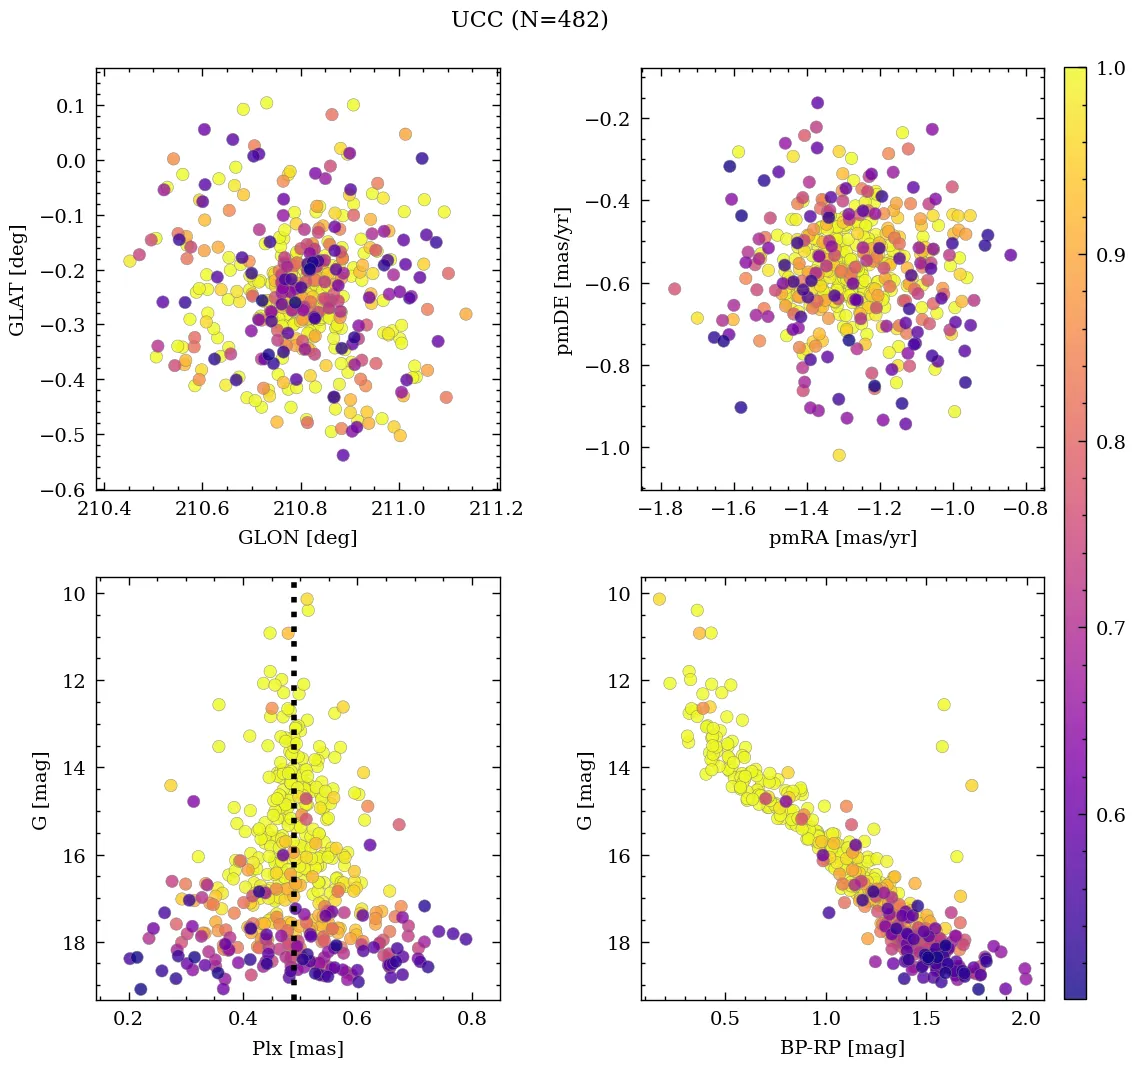 UCC (N=482)
0.1
0.0
−0.1
−0.2
−0.3
−0.4
−0.5
−0.6
GLAT [deg]
210.4 210.6 210.8 211.0 211.2
GLON [deg]
−0.2
−0.4
−0.6
−0.8
−1.0
pmDE [mas/yr]
−1.8 −1.6 −1.4 −1.2 −1.0 −0.8
pmRA [mas/yr]
1.0
0.9
0.8
0.7
0.6
10
12
14
16
18
G [mag]
0.2 0.4 0.6 0.8
Plx [mas]
10
12
14
16
18
G [mag]
0.5 1.0 1.5 2.0
BP-RP [mag]